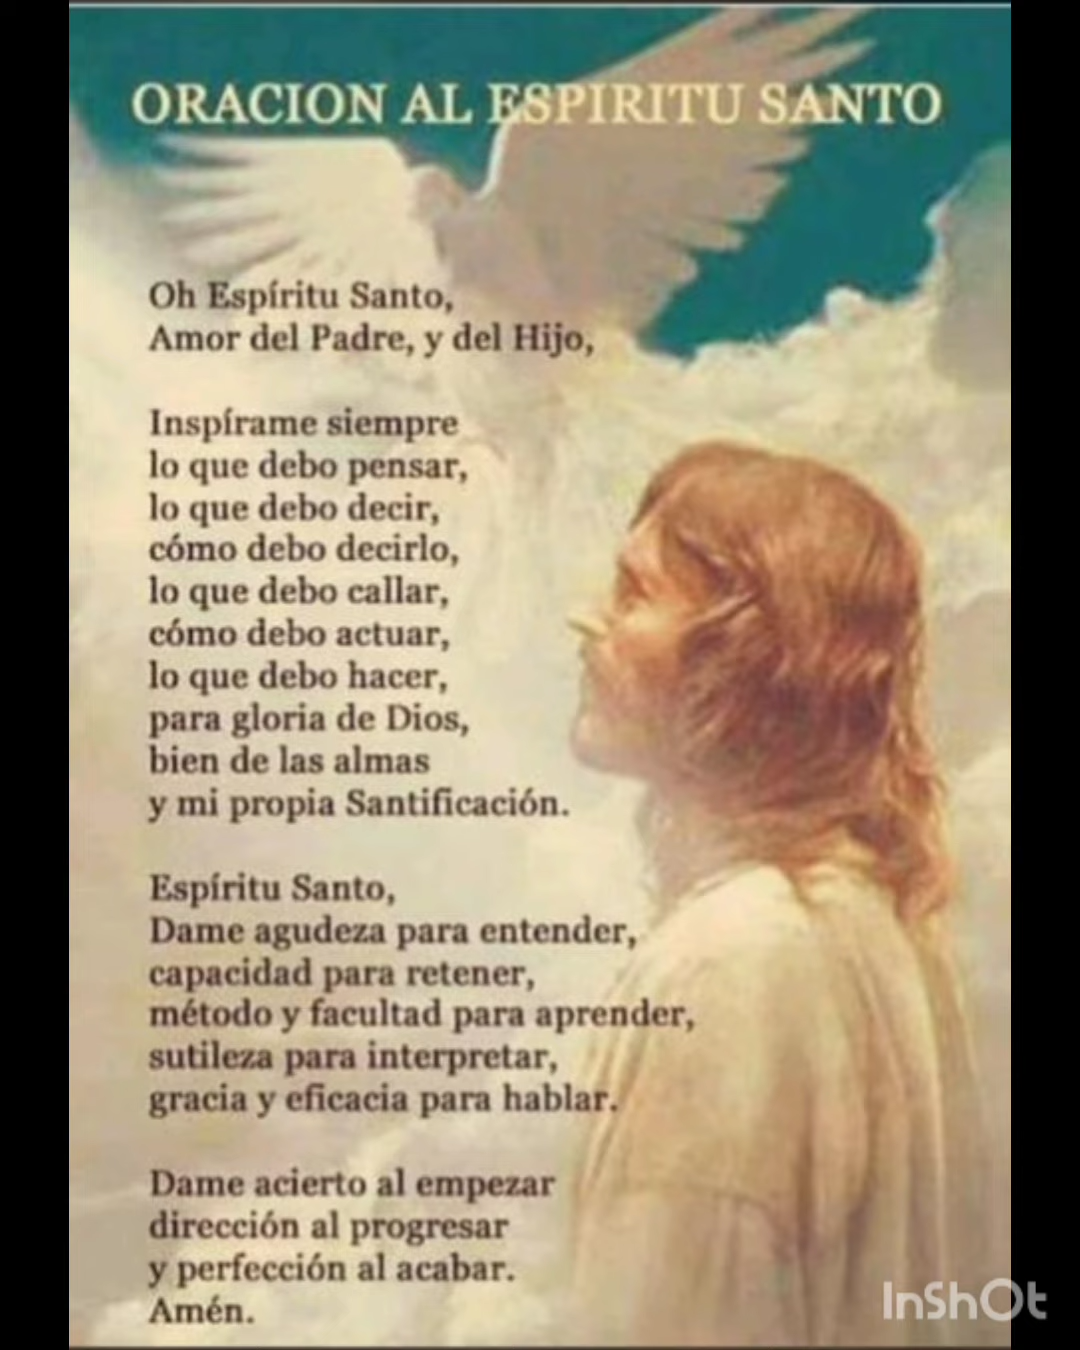 ORACION AL ESPIRITU SANTO
Oh Espíritu Santo,
Amor del Padre, y del Hijo,
Inspírame siempre
lo que debo pensar,
lo que debo decir,
cómo debo decirlo,
lo que debo callar,
cómo debo actuar,
lo que debo hacer,
para gloria de Dios,
bien de las almas
y mi propia Santificación.
Espíritu Santo,
Dame agudeza para entender,
capacidad para retener,
método y facultad para aprender,
sutileza para interpretar,
gracia y eficacia para hablar.
Dame acierto al empezar
dirección al progresar
y perfección al acabar.
Amén.
InShOt